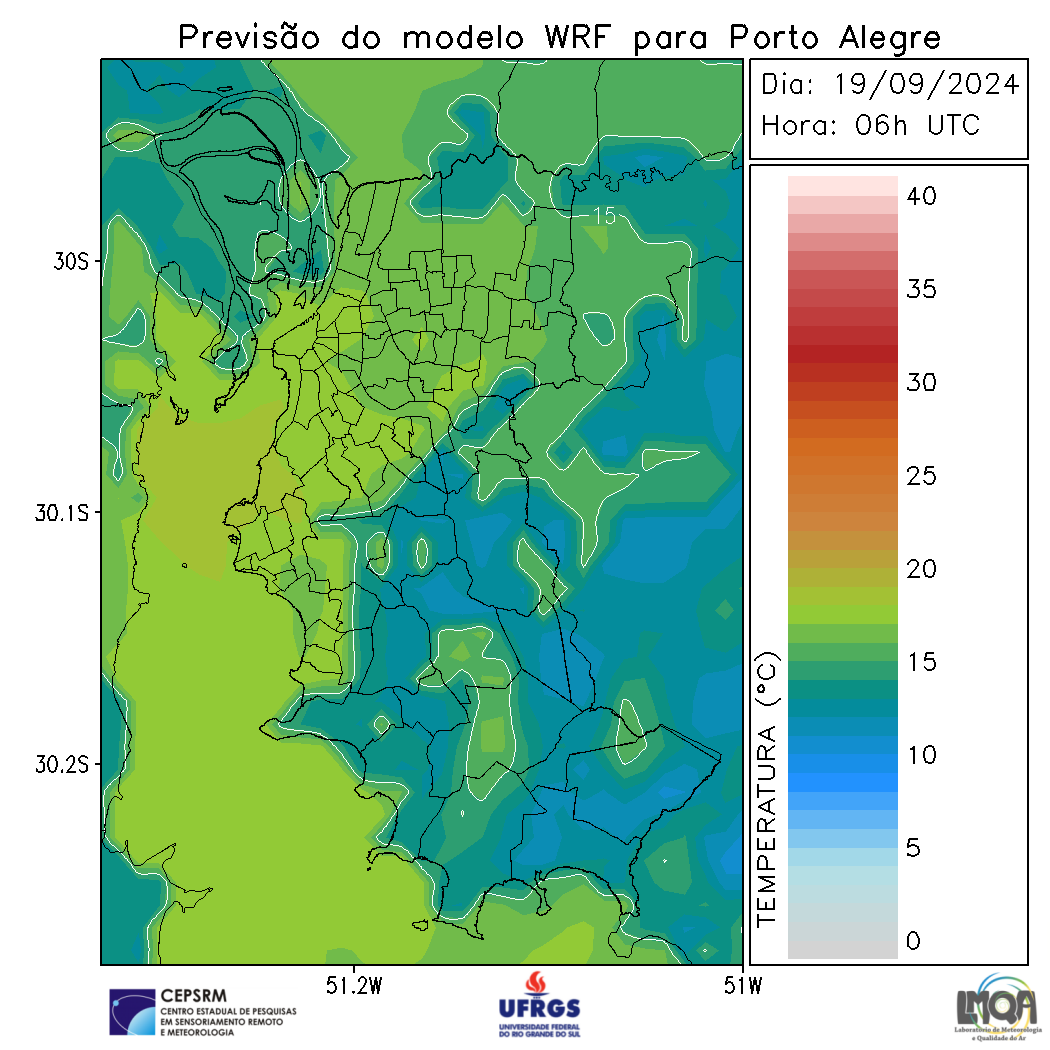 Previsão do modelo WRF para Porto Alegre
Dia: 19/09/2024
Hora: 06h UTC
30S
30.1S
30.2S
51.2W
51W
15
TEMPERATURA (°C)
40
35
30
25
20
15
10
5
0
CEPSRM
CENTRO ESTADUAL DE PESQUISAS
EM SENSORIAMENTO REMOTO
E METEOROLOGIA
UFRGS
UNIVERSIDADE FEDERAL
DO RIO GRANDE DO SUL
LMQA
Laboratório de Meteorologia
e Qualidade do Ar